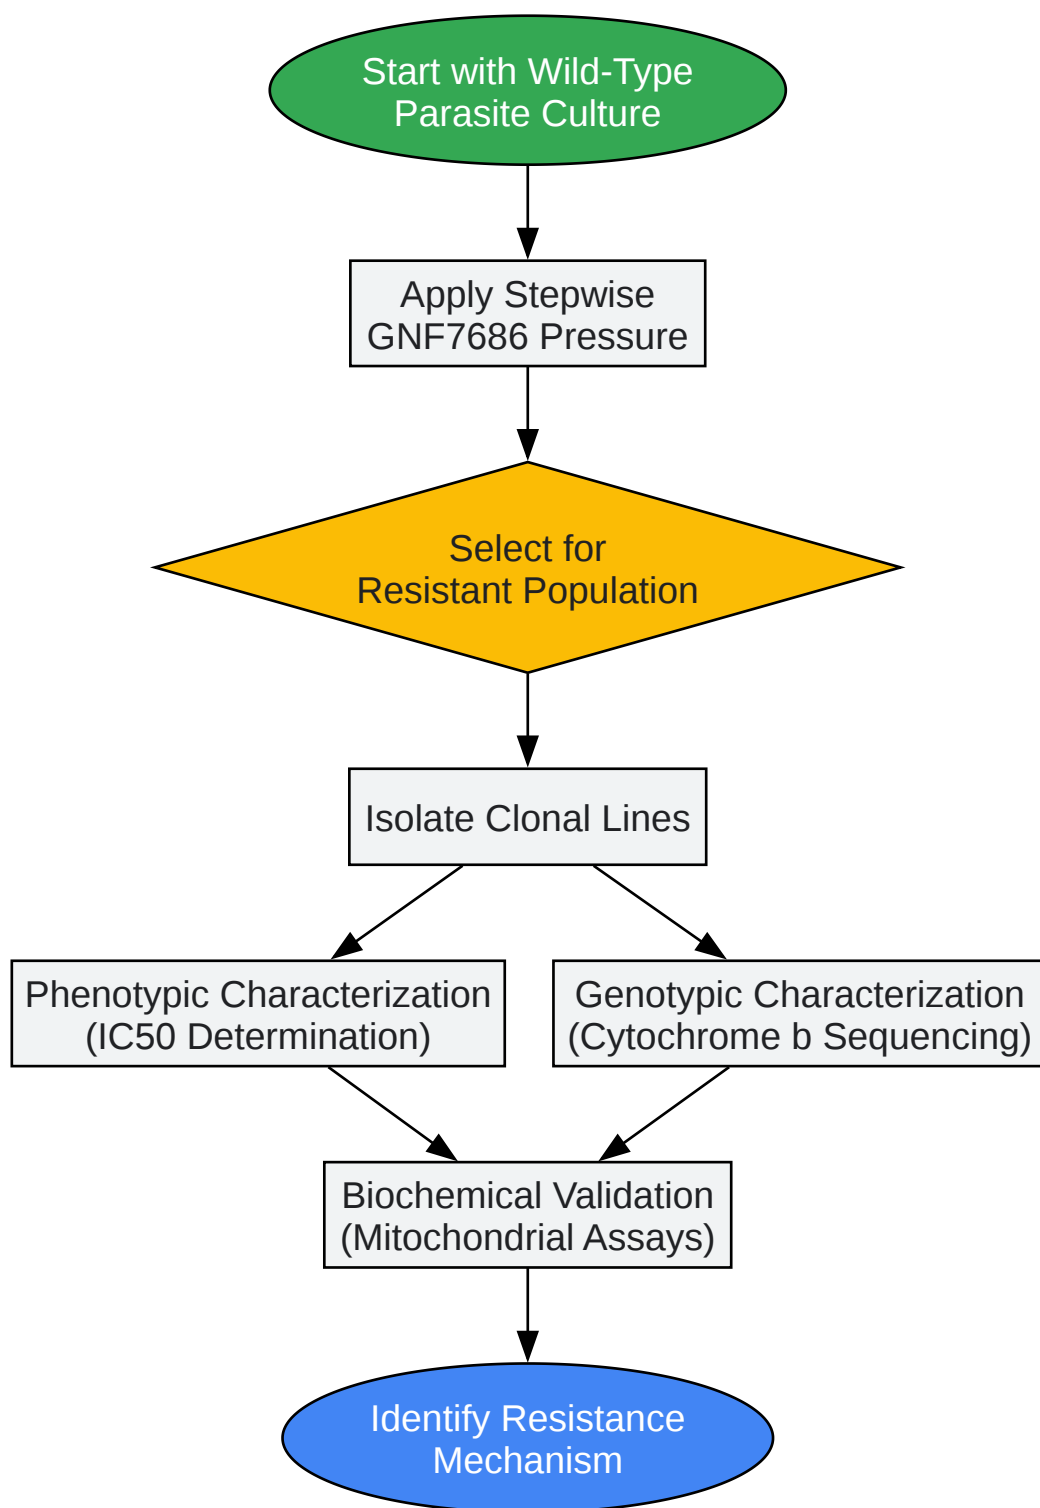 Start with Wild-Type
Parasite Culture
Apply Stepwise
GNF7686 Pressure
Select for
Resistant Population
Isolate Clonal Lines
Phenotypic Characterization
(IC50 Determination)
Genotypic Characterization
(Cytochrome b Sequencing)
Biochemical Validation
(Mitochondrial Assays)
Identify Resistance
Mechanism